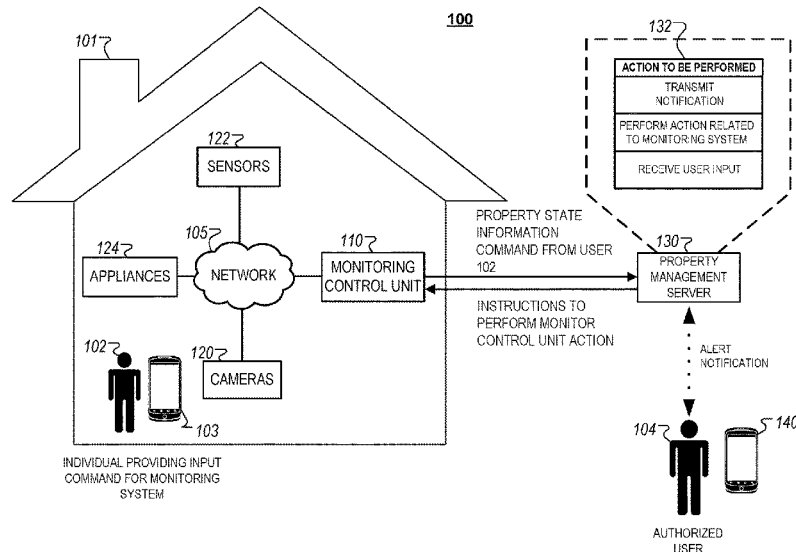 100
101
132
ACTION TO BE PERFORMED
TRANSMIT
NOTIFICATION
PERFORM ACTION RELATED
TO MONITORING SYSTEM
RECEIVE USER INPUT
122
SENSORS
124
APPLIANCES
105
NETWORK
110
MONITORING
CONTROL UNIT
PROPERTY STATE
INFORMATION
COMMAND FROM USER
102
130
PROPERTY
MANAGEMENT
SERVER
INSTRUCTIONS TO
PERFORM MONITOR
CONTROL UNIT ACTION
102
103
120
CAMERAS
ALERT
NOTIFICATION
104
140
INDIVIDUAL PROVIDING INPUT
COMMAND FOR MONITORING
SYSTEM
AUTHORIZED
USER